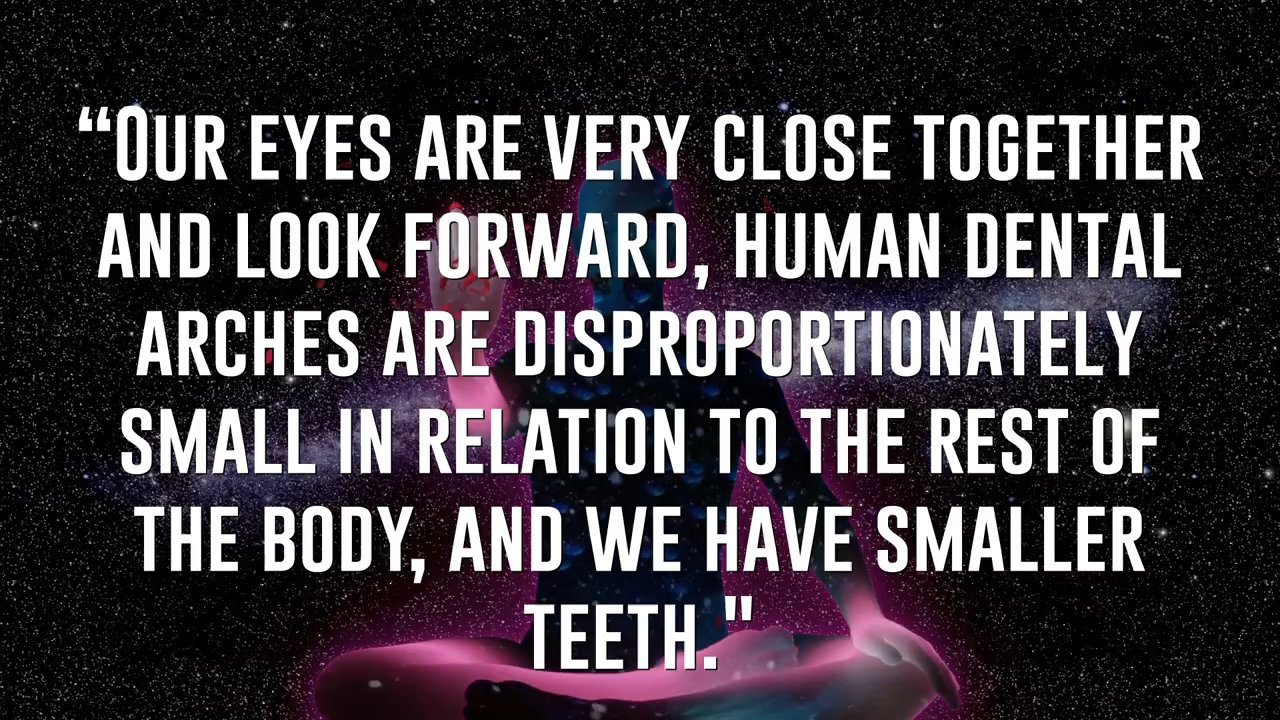 “OUR EYES ARE VERY CLOSE TOGETHER
AND LOOK FORWARD, HUMAN DENTAL
ARCHES ARE DISPROPORTIONATELY
SMALL IN RELATION TO THE REST OF
THE BODY, AND WE HAVE SMALLER
TEETH."